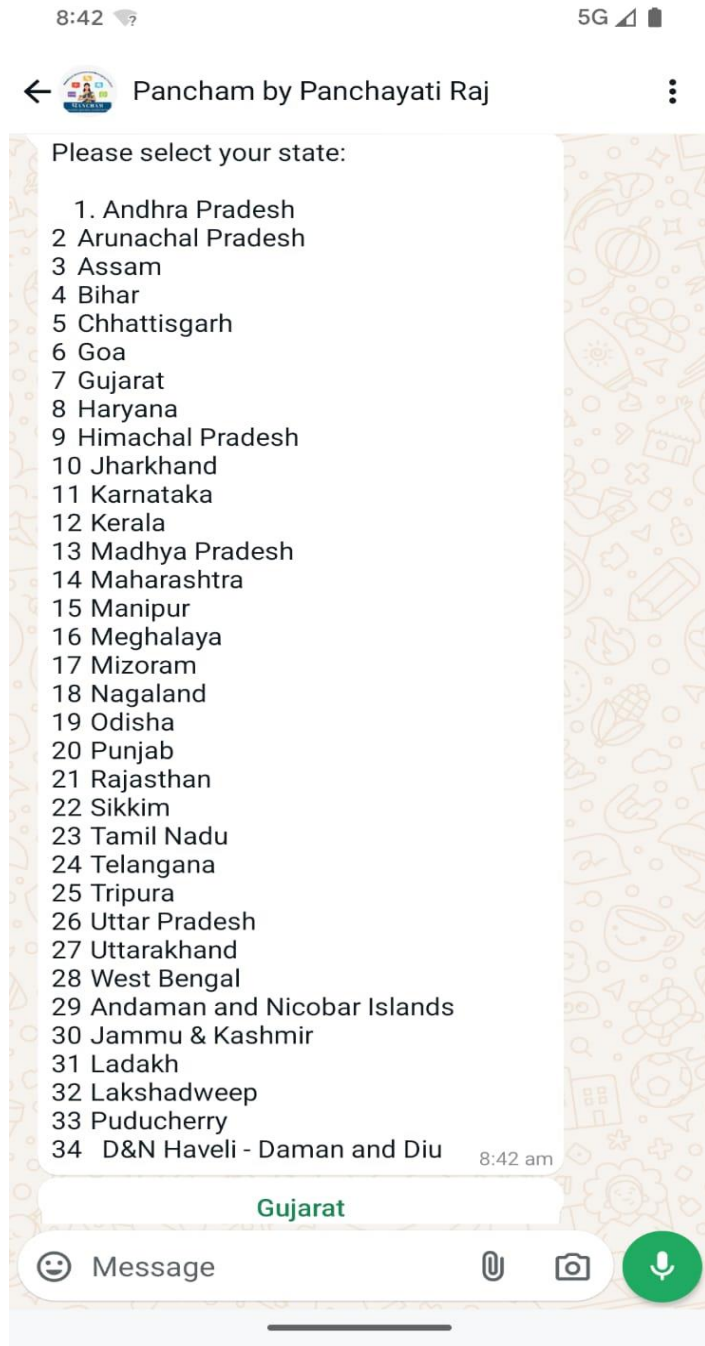 8:42
5G
Pancham by Panchayati Raj
Please select your state:
1. Andhra Pradesh
2 Arunachal Pradesh
3 Assam
4 Bihar
5 Chhattisgarh
6 Goa
7 Gujarat
8 Haryana
9 Himachal Pradesh
10 Jharkhand
11 Karnataka
12 Kerala
13 Madhya Pradesh
14 Maharashtra
15 Manipur
16 Meghalaya
17 Mizoram
18 Nagaland
19 Odisha
20 Punjab
21 Rajasthan
22 Sikkim
23 Tamil Nadu
24 Telangana
25 Tripura
26 Uttar Pradesh
27 Uttarakhand
28 West Bengal
29 Andaman and Nicobar Islands
30 Jammu & Kashmir
31 Ladakh
32 Lakshadweep
33 Puducherry
34 D&N Haveli - Daman and Diu
8:42 am
Gujarat
Message